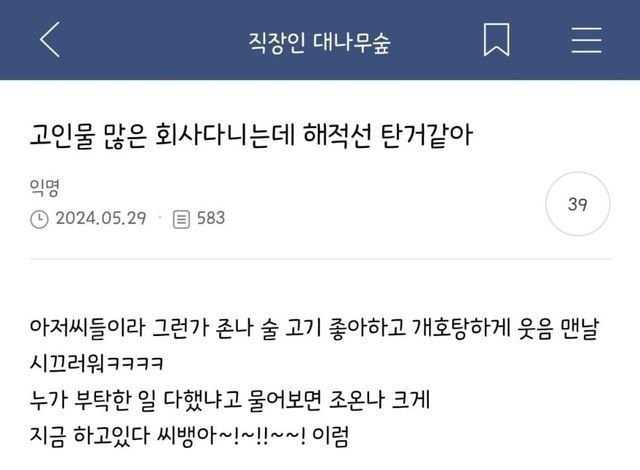 직장인 대나무숲
고인물 많은 회사다니는데 해적선 탄거같아
익명
2024.05.29 · 583
39
아저씨들이라 그런가 존나 술 고기 좋아하고 개호탕하게 웃음 맨날
시끄러워ㅋㅋㅋㅋ
누가 부탁한 일 다했냐고 물어보면 조온나 크게
지금 하고있다 씨뱅아~!~!!~~! 이럼